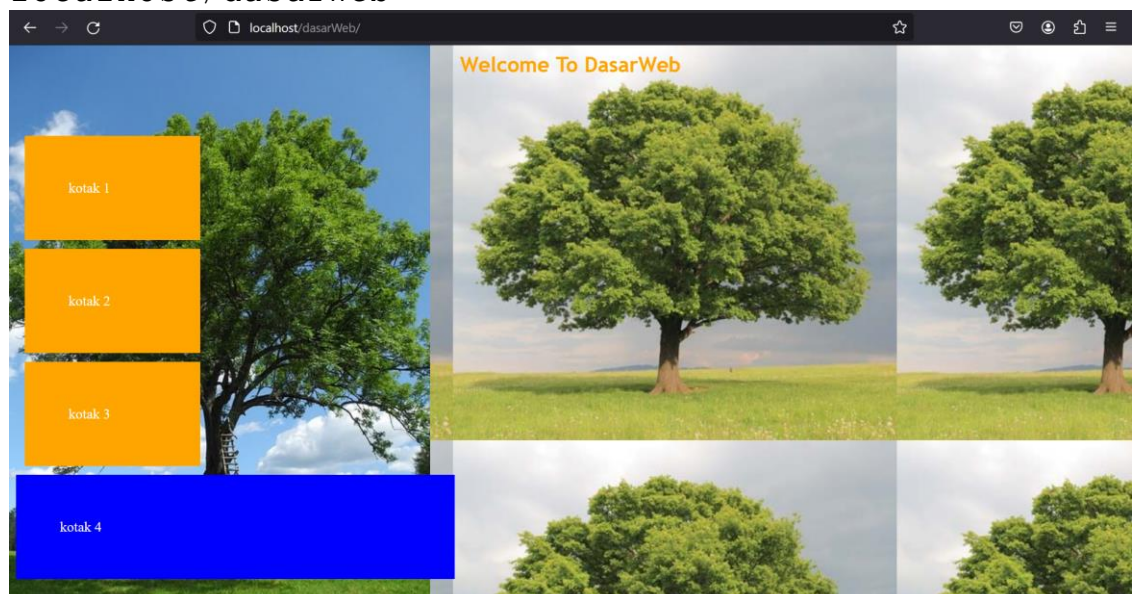 localhost/dasarWeb
localhost/dasarWeb/
Welcome To DasarWeb
kotak 1
kotak 2
kotak 3
kotak 4